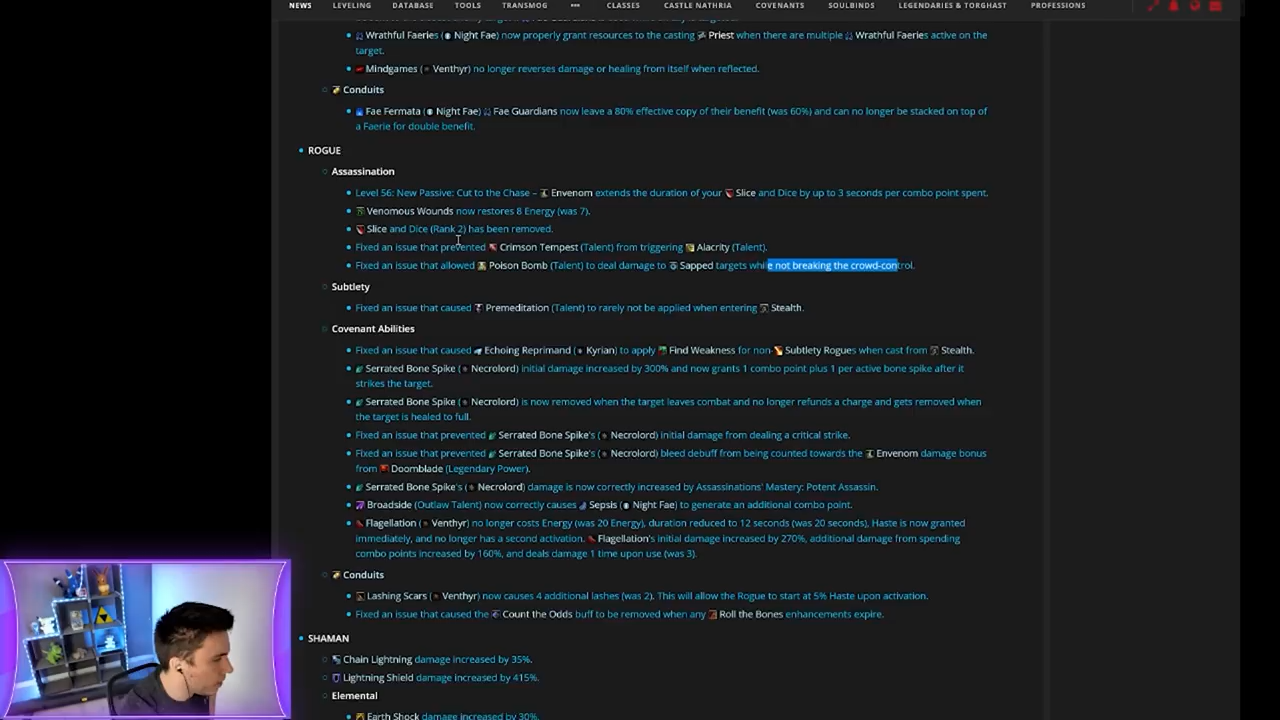 NEWS LEVELING DATABASE TOOLS TRANSMOG ••• CLASSES CASTLE NATHRIA COVENANTS SOULBINDS LEGENDARIES & TORGHAST PROFESSIONS
Wrathful Faeries (Night Fae) now properly grant resources to the casting Priest when there are multiple Wrathful Faeries active on the
target.
Mindgames (Venthyr) no longer reverses damage or healing from itself when reflected.
Conduits
Fae Fermata (Night Fae) Fae Guardians now leave a 80% effective copy of their benefit (was 60%) and can no longer be stacked on top of
a Faerie for double benefit.
ROGUE
Assassination
Level 56: New Passive: Cut to the Chase – Envenom extends the duration of your Slice and Dice by up to 3 seconds per combo point spent.
Venomous Wounds now restores 8 Energy (was 7).
Slice and Dice (Rank 2) has been removed.
Fixed an issue that prevented Crimson Tempest (Talent) from triggering Alacrity (Talent).
Fixed an issue that allowed Poison Bomb (Talent) to deal damage to Sapped targets while not breaking the crowd-control.
Subtlety
Fixed an issue that caused Premeditation (Talent) to rarely not be applied when entering Stealth.
Covenant Abilities
Fixed an issue that caused Echoing Reprimand (Kyrian) to apply Find Weakness for non-Subtlety Rogues when cast from Stealth.
Serrated Bone Spike (Necrolord) initial damage increased by 300% and now grants 1 combo point plus 1 per active bone spike after it
strikes the target.
Serrated Bone Spike (Necrolord) is now removed when the target leaves combat and no longer refunds a charge and gets removed when
the target is healed to full.
Fixed an issue that prevented Serrated Bone Spike's (Necrolord) initial damage from dealing a critical strike.
Fixed an issue that prevented Serrated Bone Spike's (Necrolord) bleed debuff from being counted towards the Envenom damage bonus
from Doomblade (Legendary Power).
Serrated Bone Spike's (Necrolord) damage is now correctly increased by Assassinations' Mastery: Potent Assassin.
Broadside (Outlaw Talent) now correctly causes Sepsis (Night Fae) to generate an additional combo point.
Flagellation (Venthyr) no longer costs Energy (was 20 Energy), duration reduced to 12 seconds (was 20 seconds), Haste is now granted
immediately, and no longer has a second activation. Flagellation's initial damage increased by 270%, additional damage from spending
combo points increased by 160%, and deals damage 1 time upon use (was 3).
Conduits
Lashing Scars (Venthyr) now causes 4 additional lashes (was 2). This will allow the Rogue to start at 5% Haste upon activation.
Fixed an issue that caused the Count the Odds buff to be removed when any Roll the Bones enhancements expire.
SHAMAN
Chain Lightning damage increased by 35%.
Lightning Shield damage increased by 415%.
Elemental
Earth Shock damage increased by 30%.